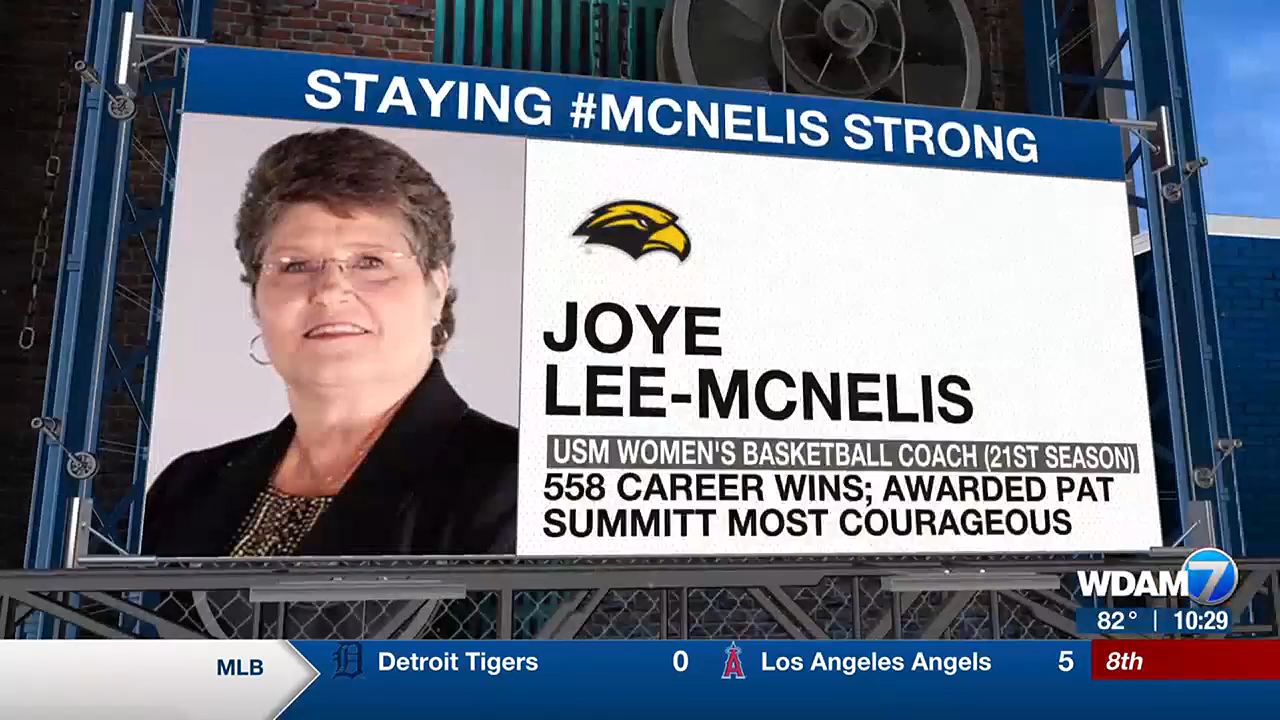 STAYING #MCNELIS STRONG
JOYE
LEE-MCNELIS
USM WOMEN'S BASKETBALL COACH (21ST SEASON)
558 CAREER WINS; AWARDED PAT
SUMMITT MOST COURAGEOUS
WDAM 7
82° | 10:29
MLB
Detroit Tigers 0 Los Angeles Angels 5 8th